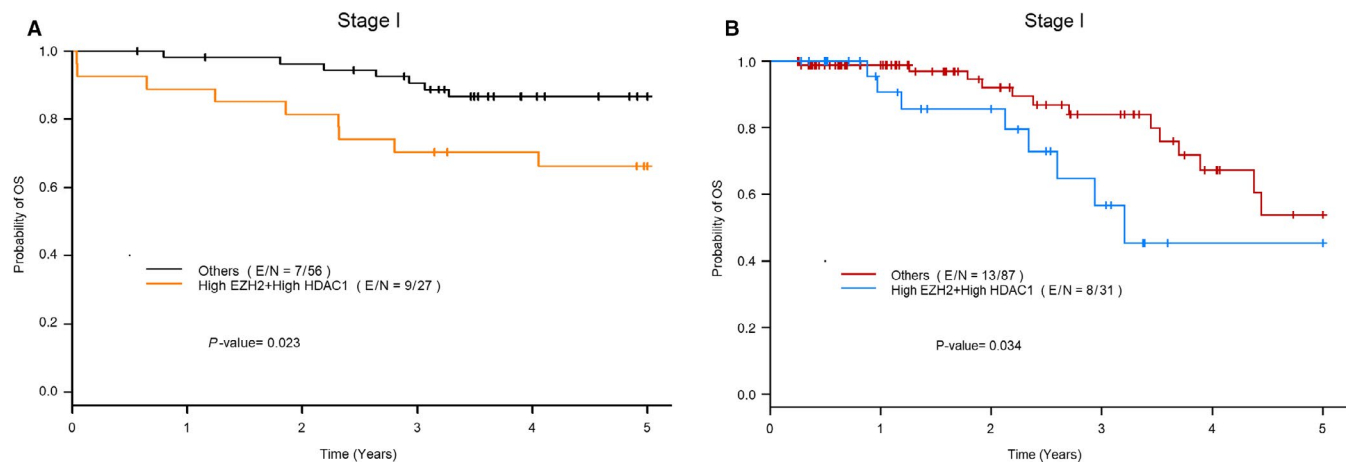 A
Stage I
1.0
0.8
0.6
0.4
0.2
0.0
Probability of OS
Others ( E/N = 7/56 )
High EZH2+High HDAC1 ( E/N = 9/27 )
P-value= 0.023
0 1 2 3 4 5
Time (Years)
B
Stage I
1.0
0.8
0.6
0.4
0.2
0.0
Probability of OS
Others ( E/N = 13/87 )
High EZH2+High HDAC1 ( E/N = 8/31 )
P-value= 0.034
0 1 2 3 4 5
Time (Years)